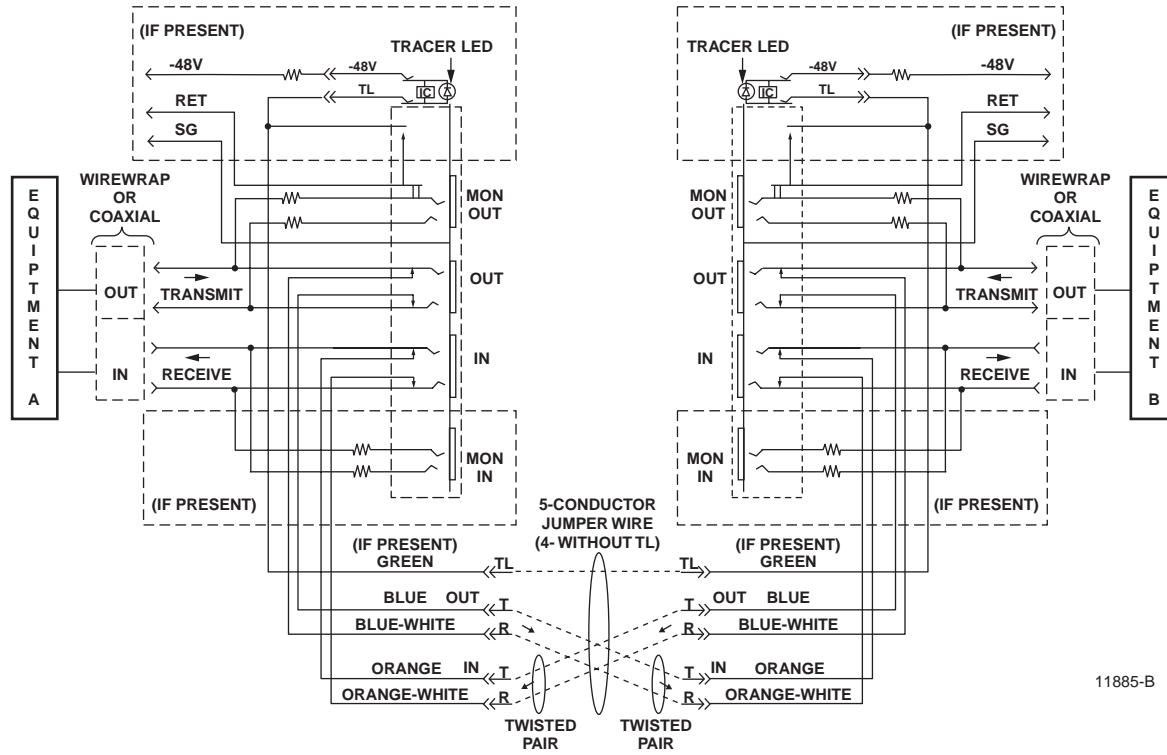 (IF PRESENT)
TRACER LED
-48V
-48V
IC
TL
RET
SG
WIREWRAP
OR
COAXIAL
EQUIPTMENT A
MON
OUT
OUT
TRANSMIT
OUT
IN
RECEIVE
IN
MON
IN
(IF PRESENT)
(IF PRESENT)
TRACER LED
-48V
-48V
IC
TL
RET
SG
WIREWRAP
OR
COAXIAL
EQUIPTMENT B
MON
OUT
OUT
TRANSMIT
OUT
IN
RECEIVE
IN
MON
IN
(IF PRESENT)
5-CONDUCTOR
JUMPER WIRE
(4- WITHOUT TL)
(IF PRESENT)
GREEN
TL
TL
(IF PRESENT)
GREEN
BLUE OUT T
T OUT BLUE
BLUE-WHITE R
R BLUE-WHITE
ORANGE IN T
T IN ORANGE
ORANGE-WHITE R
R ORANGE-WHITE
TWISTED
PAIR
TWISTED
PAIR
11885-B